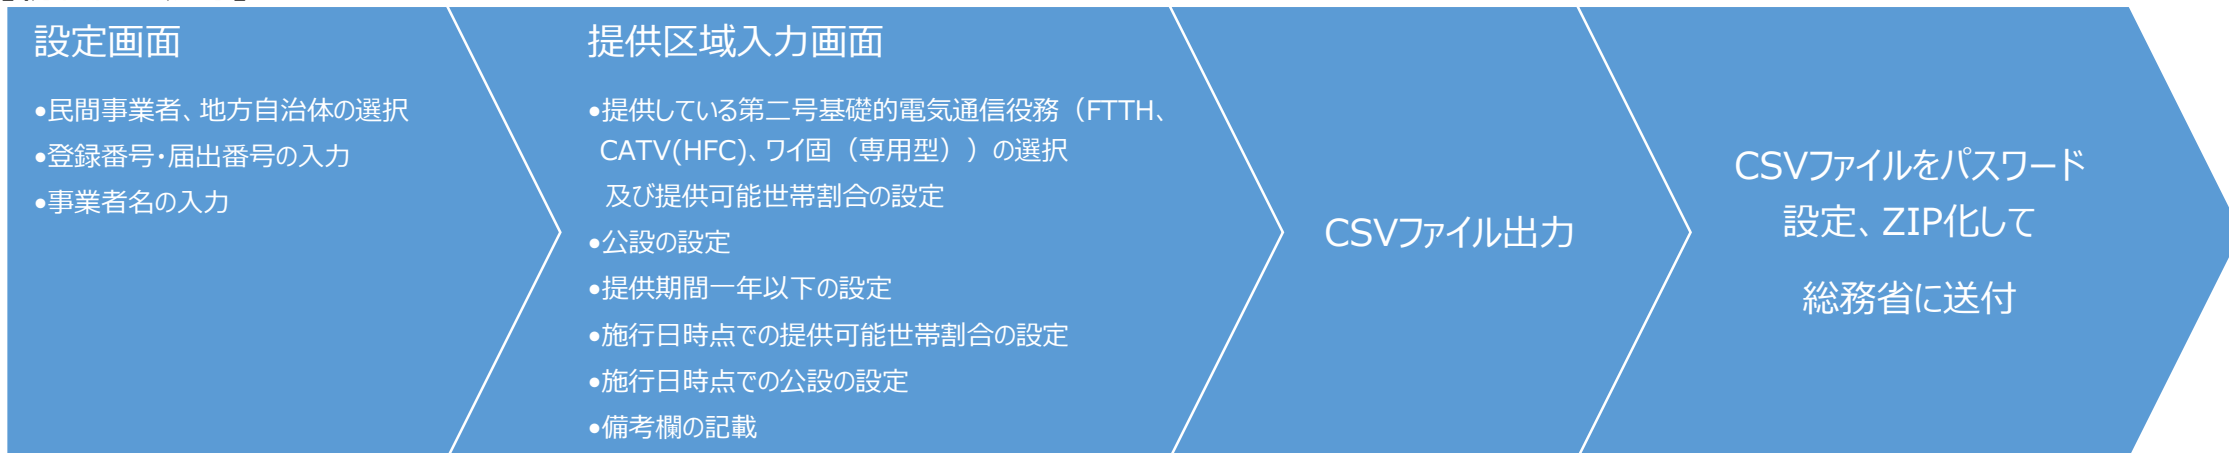 設定画面
•民間事業者、地方自治体の選択
•登録番号・届出番号の入力
•事業者名の入力
提供区域入力画面
•提供している第二号基礎的電気通信役務（FTTH、
CATV(HFC)、ワイ固（専用型））の選択
及び提供可能世帯割合の設定
•公設の設定
•提供期間一年以下の設定
•施行日時点での提供可能世帯割合の設定
•施行日時点での公設の設定
•備考欄の記載
CSVファイル出力
CSVファイルをパスワード
設定、ZIP化して
総務省に送付